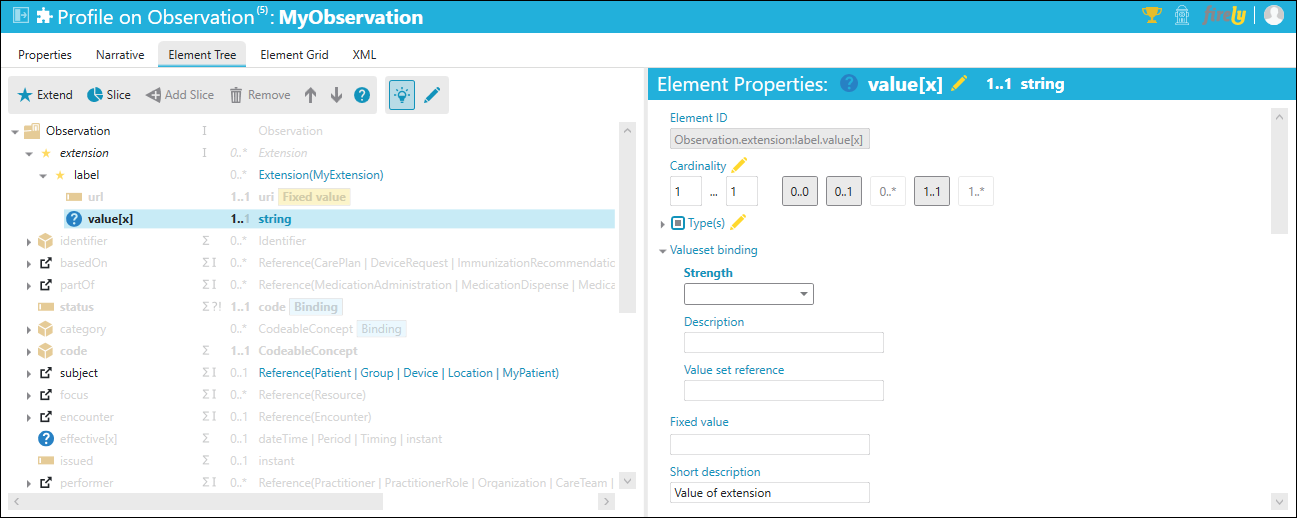 Profile on Observation (5) : MyObservation
firely
Properties Narrative Element Tree Element Grid XML
Extend Slice Add Slice Remove
Observation I Observation
extension I 0..* Extension
label 0..* Extension(MyExtension)
url 1..1 uri Fixed value
value[x] 1..1 string
identifier Σ 0..* Identifier
basedOn Σ I 0..* Reference(CarePlan | DeviceRequest | ImmunizationRecommendatio
partOf Σ I 0..* Reference(MedicationAdministration | MedicationDispense | Medica
status Σ ?! 1..1 code Binding
category 0..* CodeableConcept Binding
code Σ 1..1 CodeableConcept
subject Σ I 0..1 Reference(Patient | Group | Device | Location | MyPatient)
focus Σ I 0..* Reference(Resource)
encounter Σ I 0..1 Reference(Encounter)
effective[x] Σ 0..1 dateTime | Period | Timing | instant
issued Σ 0..1 instant
performer Σ I 0..* Reference(Practitioner | PractitionerRole | Organization | CareTeam |
Element Properties: value[x] 1..1 string
Element ID
Observation.extension:label.value[x]
Cardinality
1 ... 1 0..0 0..1 0..* 1..1 1..*
Type(s)
Valueset binding
Strength
Description
Value set reference
Fixed value
Short description
Value of extension